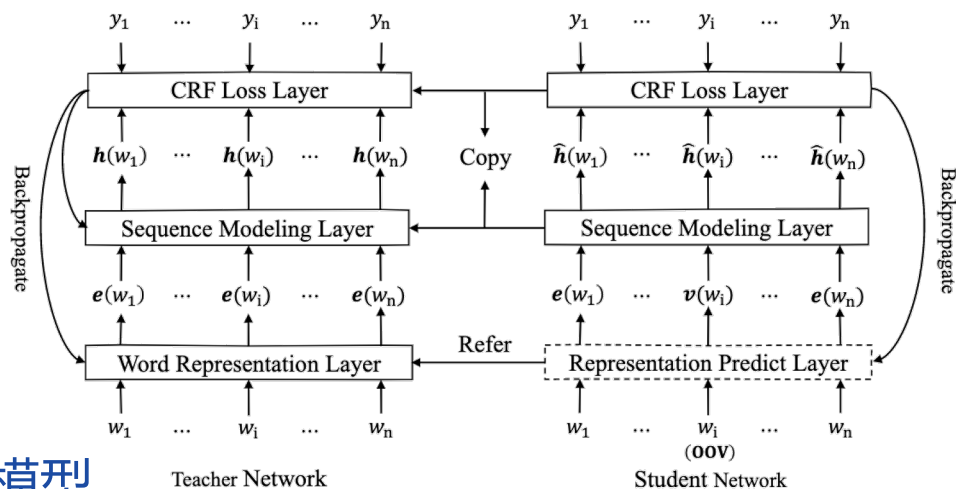 y₁ ... yᵢ ... yₙ y₁ ... yᵢ ... yₙ
CRF Loss Layer CRF Loss Layer
h(w₁) ... h(wᵢ) ... h(wₙ) Copy ĥ(w₁) ... ĥ(wᵢ) ... ĥ(wₙ)
Backpropagate
Backpropagate
Sequence Modeling Layer Sequence Modeling Layer
e(w₁) ... e(wᵢ) ... e(wₙ) e(w₁) ... v(wᵢ) ... e(wₙ)
Refer
Word Representation Layer Representation Predict Layer
w₁ ... wᵢ ... wₙ w₁ ... wᵢ ... wₙ
(OOV)
Teacher Network Student Network